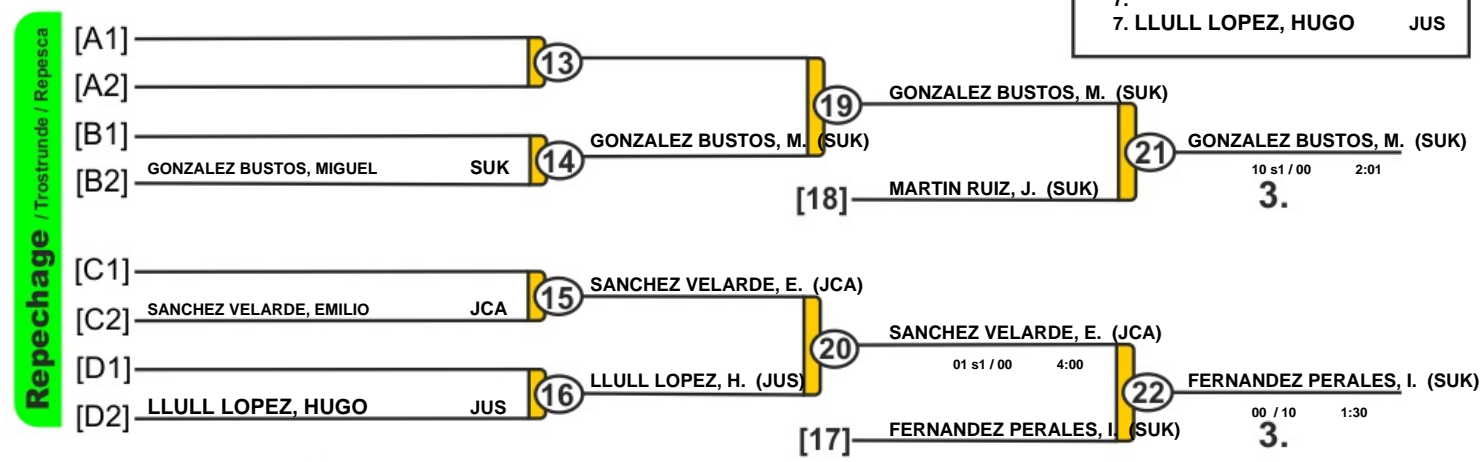 7.
7. LLULL LOPEZ, HUGO JUS
Repechage / Trostrunde / Repesca
[A1]
13
[A2]
19
GONZALEZ BUSTOS, M. (SUK)
[B1]
14
GONZALEZ BUSTOS, M. (SUK)
[B2] GONZALEZ BUSTOS, MIGUEL SUK
21
GONZALEZ BUSTOS, M. (SUK)
10 s1 / 00 2:01
3.
[18] MARTIN RUIZ, J. (SUK)
[C1]
15
SANCHEZ VELARDE, E. (JCA)
[C2] SANCHEZ VELARDE, EMILIO JCA
20
SANCHEZ VELARDE, E. (JCA)
01 s1 / 00 4:00
[D1]
16
LLULL LOPEZ, H. (JUS)
[D2] LLULL LOPEZ, HUGO JUS
22
FERNANDEZ PERALES, I. (SUK)
00 / 10 1:30
3.
[17] FERNANDEZ PERALES, I. (SUK)